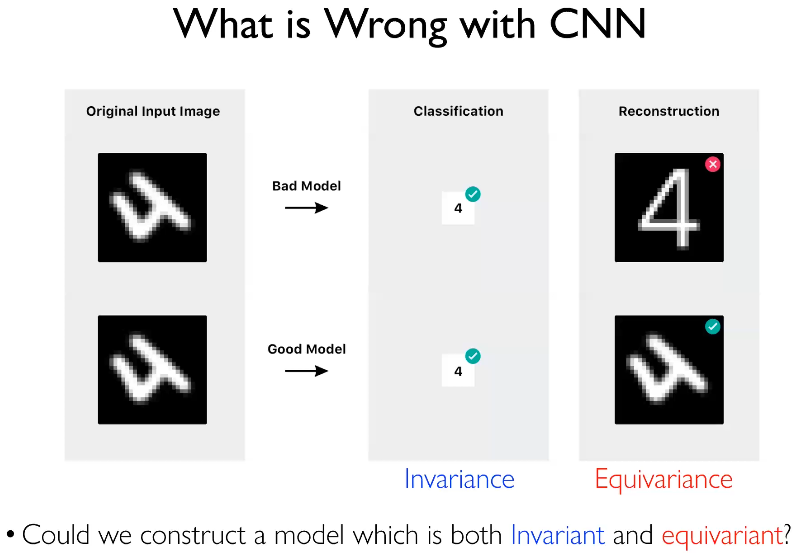 What is Wrong with CNN
Original Input Image
Classification
Reconstruction
Bad Model
4
4
Good Model
4
4
Invariance
Equivariance
• Could we construct a model which is both Invariant and equivariant?